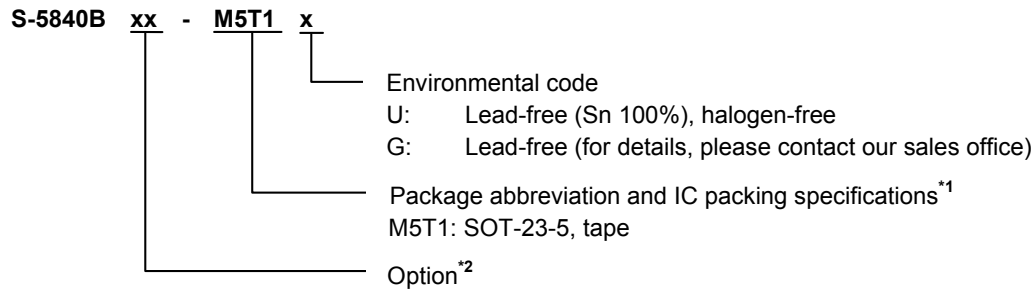 S-5840B xx - M5T1 x
Environmental code
U: Lead-free (Sn 100%), halogen-free
G: Lead-free (for details, please contact our sales office)
Package abbreviation and IC packing specifications*1
M5T1: SOT-23-5, tape
Option*2